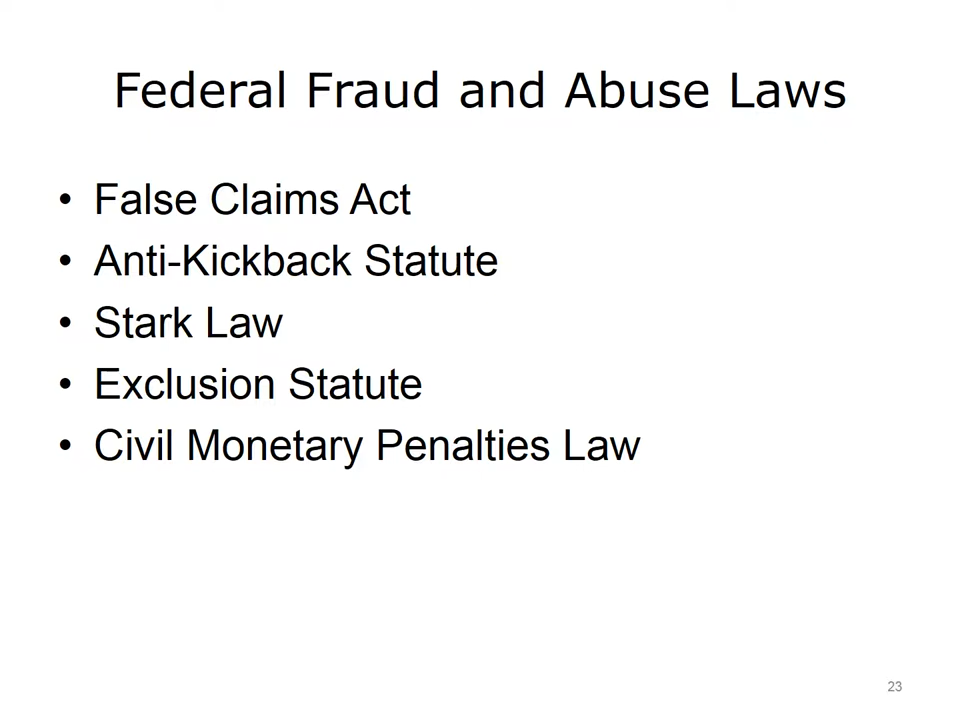 Federal Fraud and Abuse Laws
• False Claims Act
• Anti-Kickback Statute
• Stark Law
• Exclusion Statute
• Civil Monetary Penalties Law
23